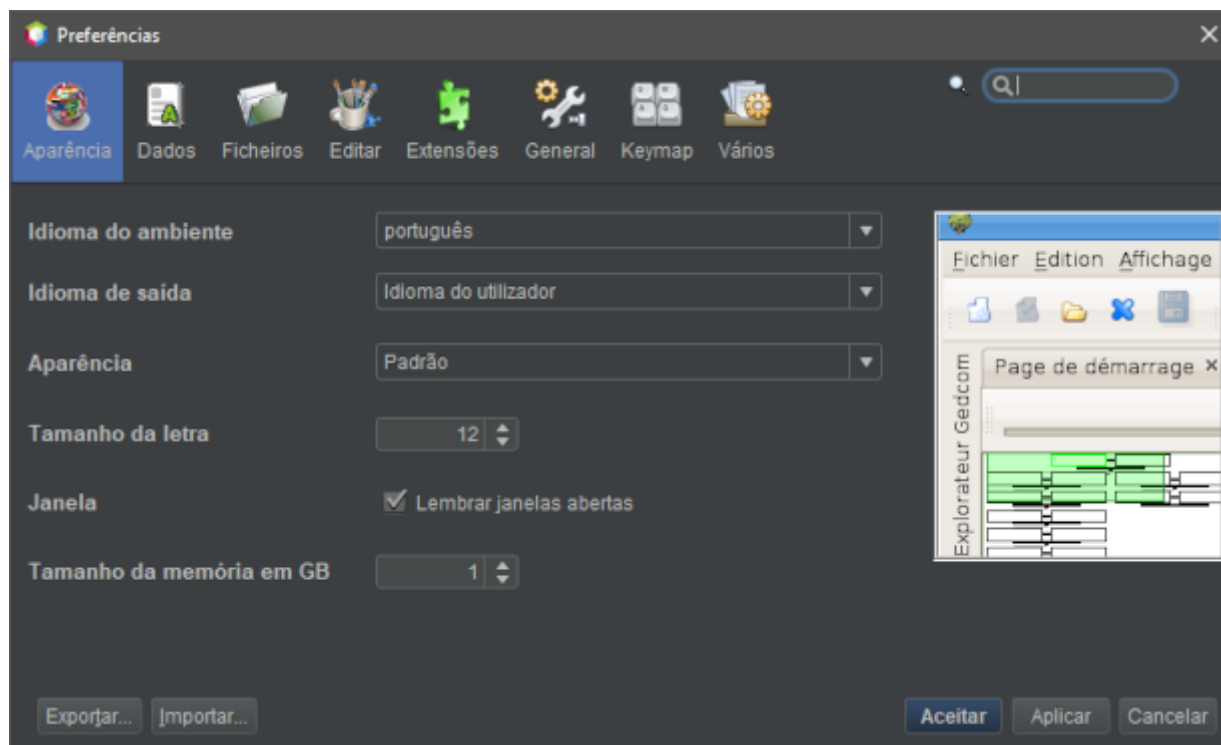 Preferências
Aparência Dados Ficheiros Editar Extensões General Keymap Vários
Idioma do ambiente português
Idioma de saída Idioma do utilizador
Aparência Padrão
Tamanho da letra 12
Janela Lembrar janelas abertas
Tamanho da memória em GB 1
Fichier Edition Affichage
Page de démarrage
Explorateur Gedcom
Exportar... Importar... Aceitar Aplicar Cancelar